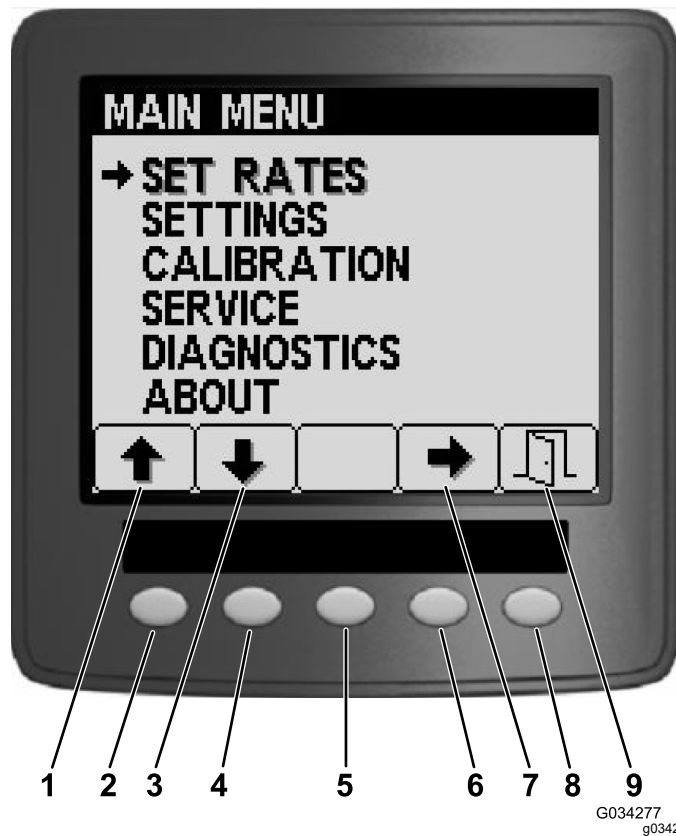 MAIN MENU
SET RATES
SETTINGS
CALIBRATION
SERVICE
DIAGNOSTICS
ABOUT
1 2 3 4 5 6 7 8 9
G034277
g0342